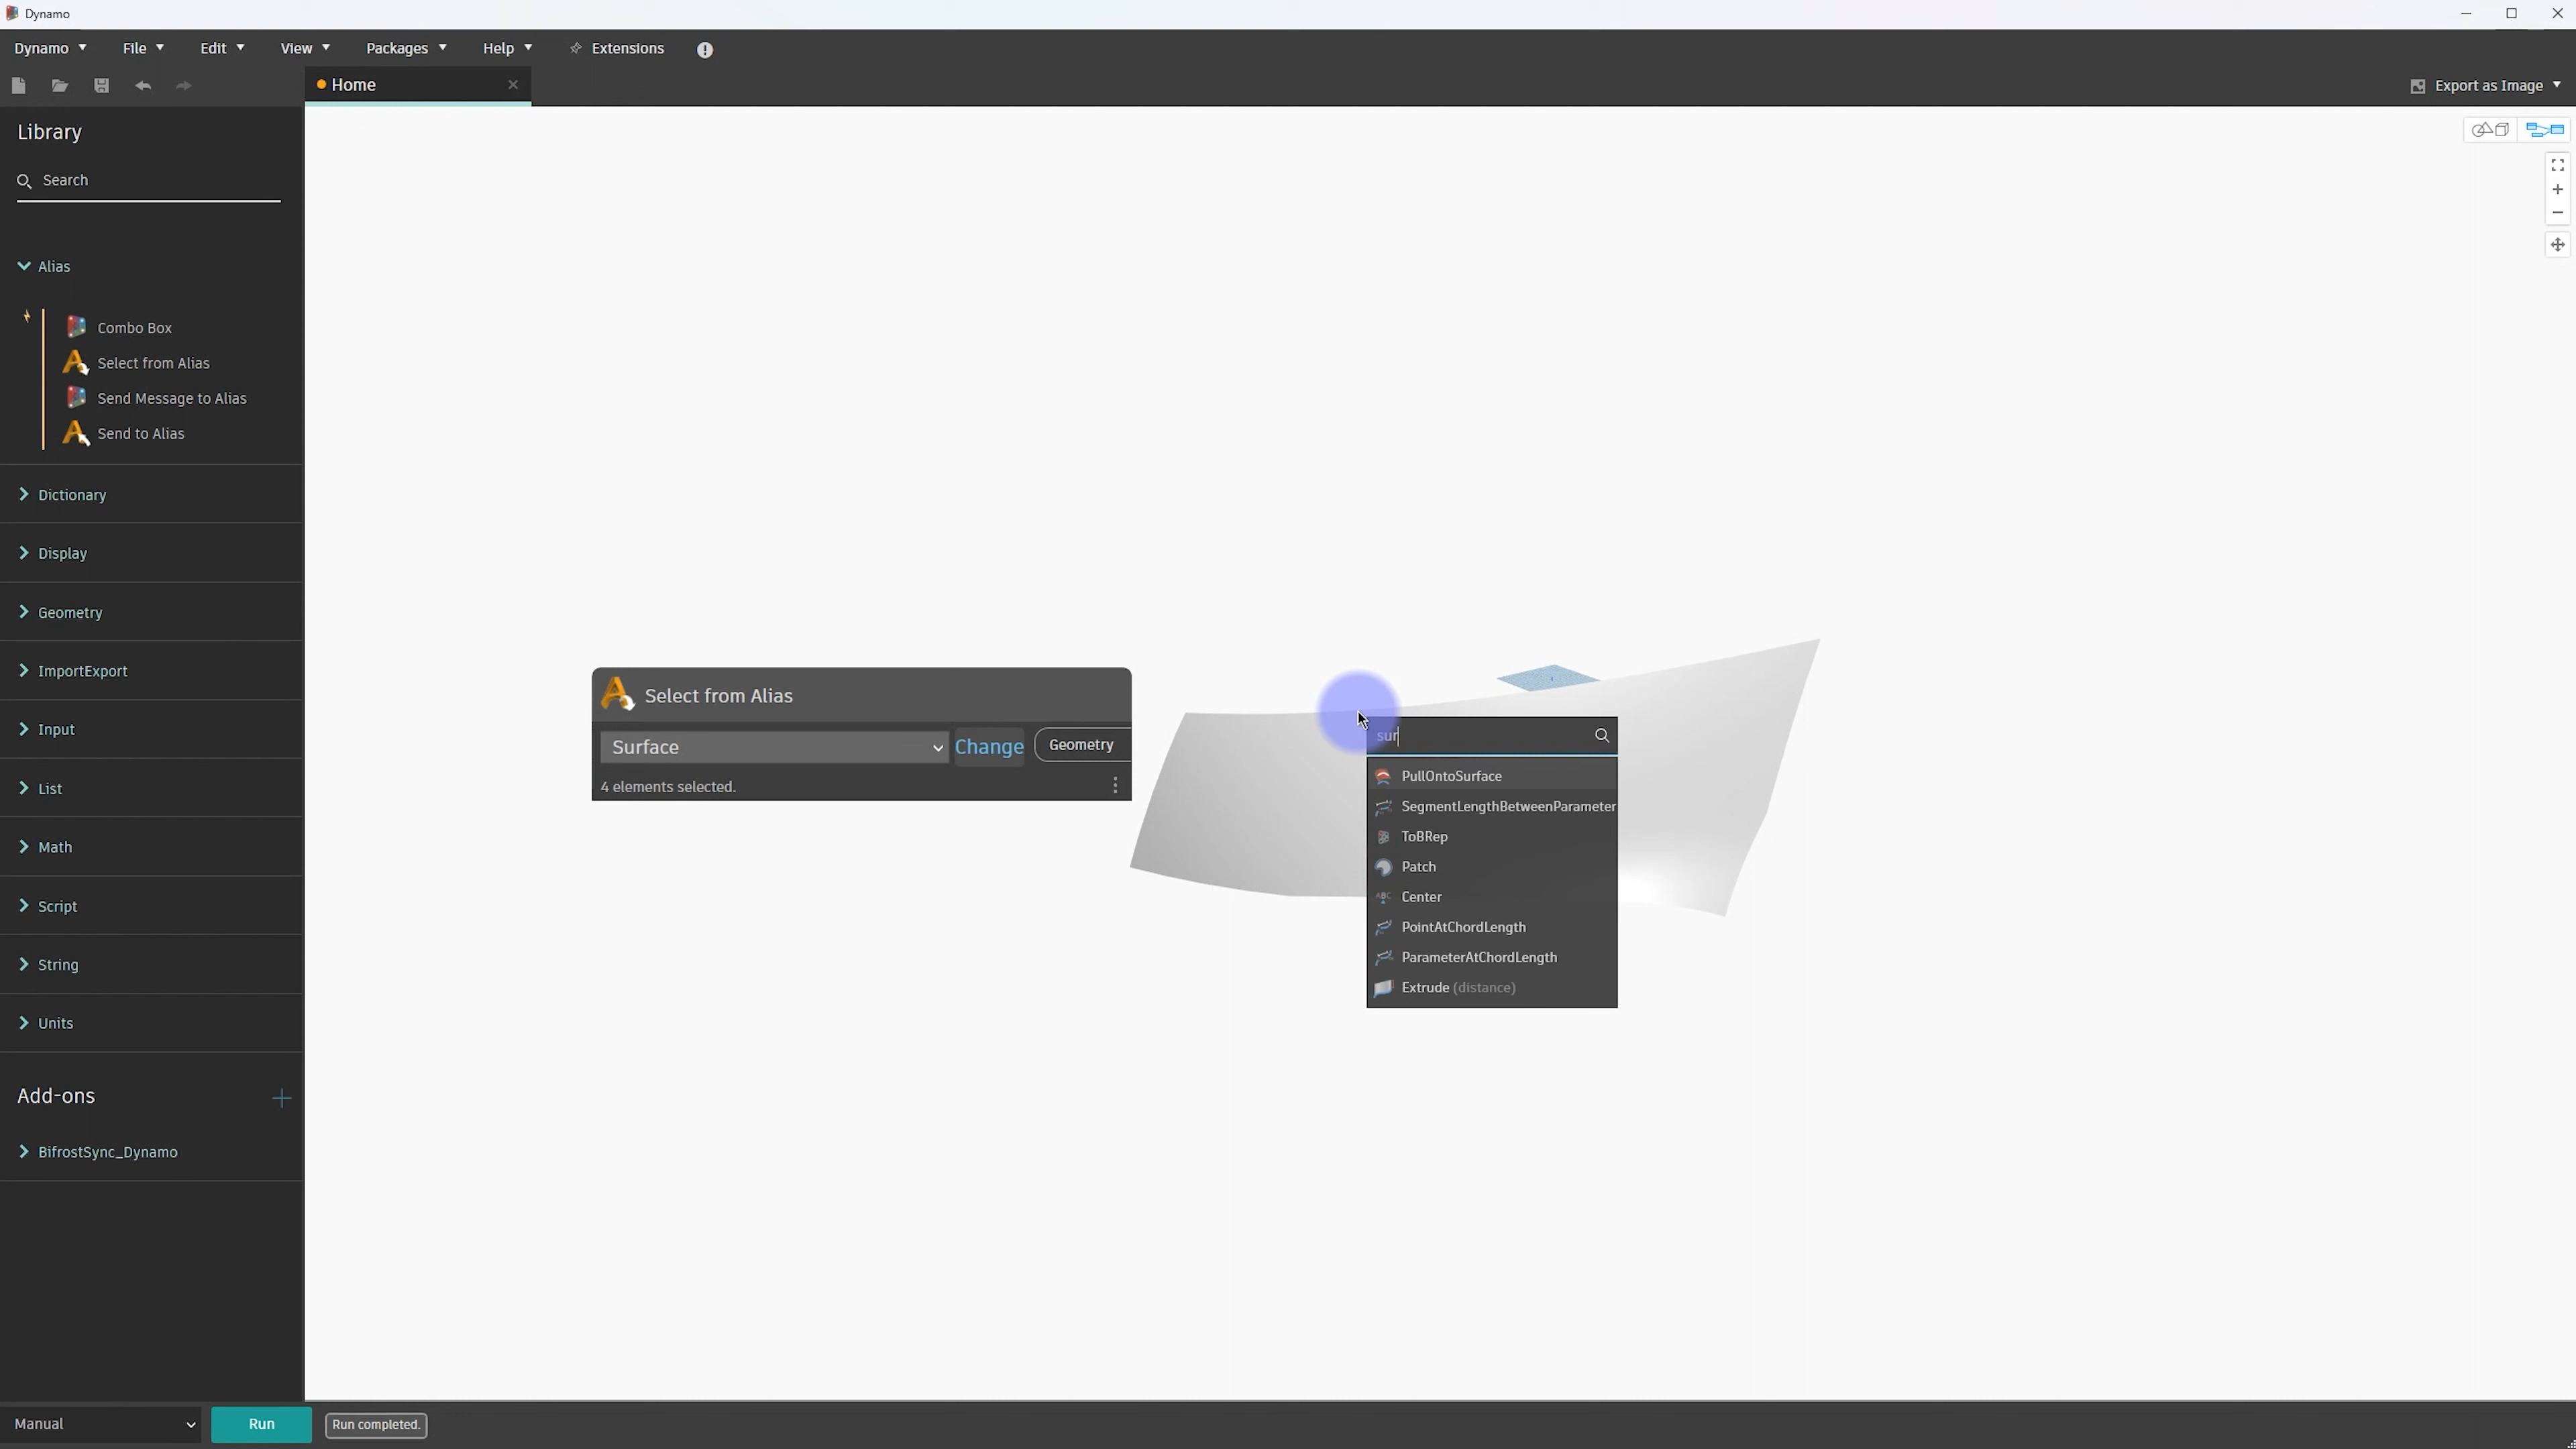 Dynamo
Dynamo File Edit View Packages Help Extensions
Home
Export as Image
Library
Search
Alias
Combo Box
Select from Alias
Send Message to Alias
Send to Alias
Dictionary
Display
Geometry
ImportExport
Input
List
Math
Script
String
Units
Add-ons
BifrostSync_Dynamo
Select from Alias
Surface Change Geometry
4 elements selected.
sur
PullOntoSurface
SegmentLengthBetweenParameter
ToBRep
Patch
Center
PointAtChordLength
ParameterAtChordLength
Extrude (distance)
Manual Run Run completed.